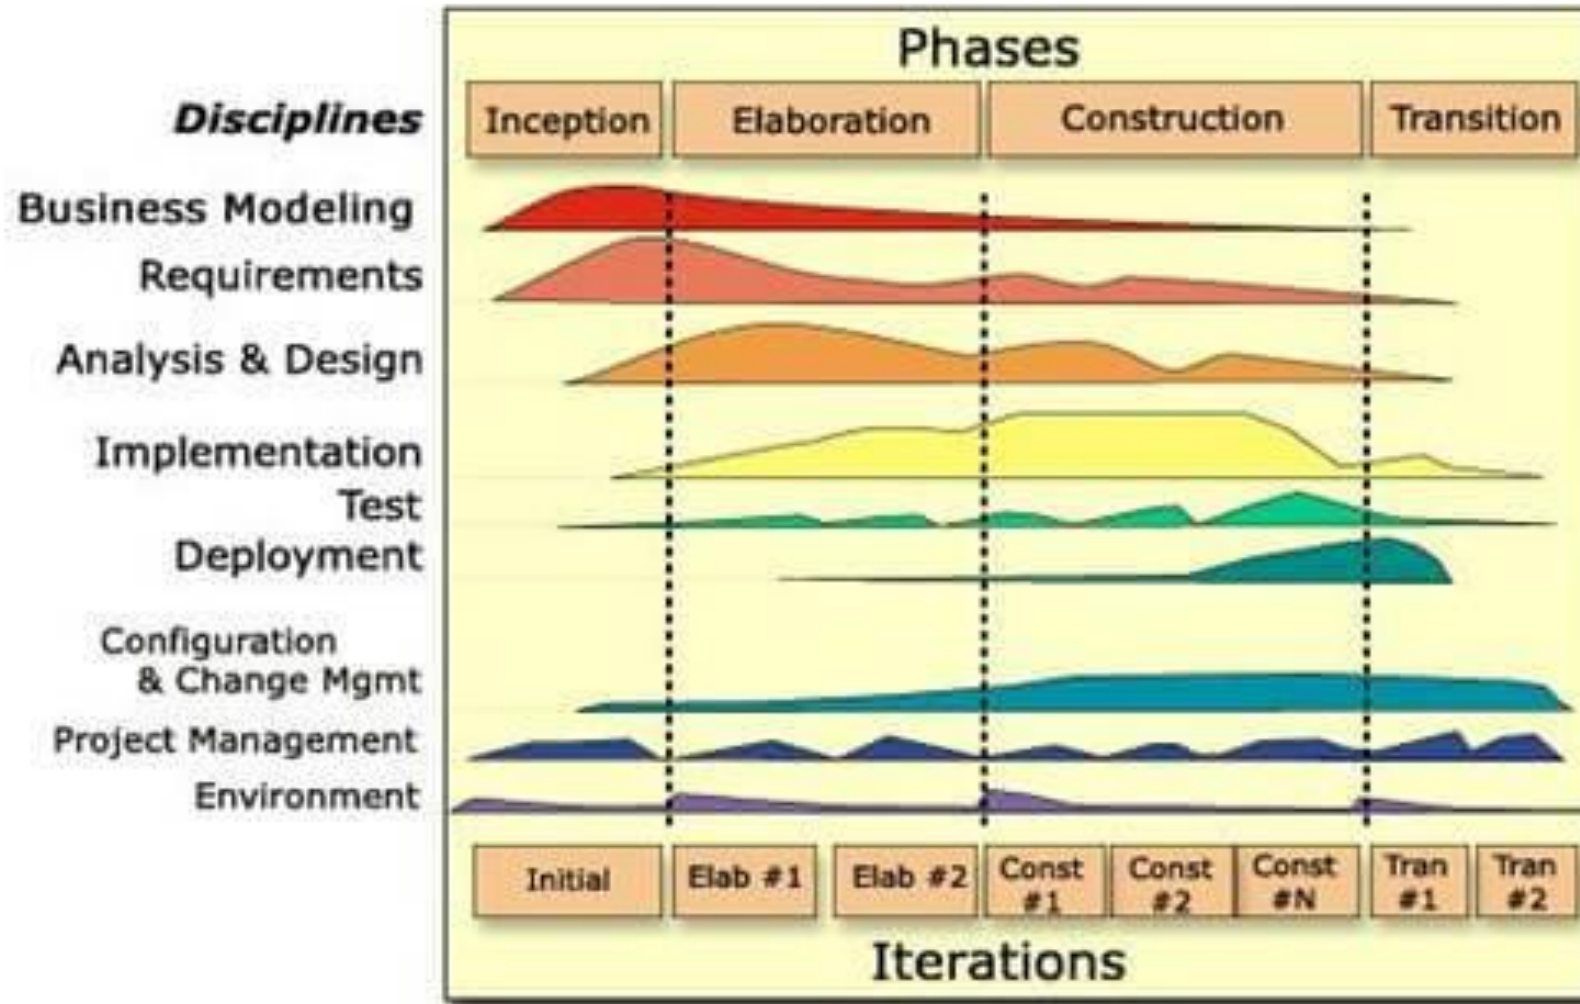 Phases
Disciplines
Inception
Elaboration
Construction
Transition
Business Modeling
Requirements
Analysis & Design
Implementation
Test
Deployment
Configuration
& Change Mgmt
Project Management
Environment
Initial
Elab #1
Elab #2
Const
#1
Const
#2
Const
#N
Tran
#1
Tran
#2
Iterations